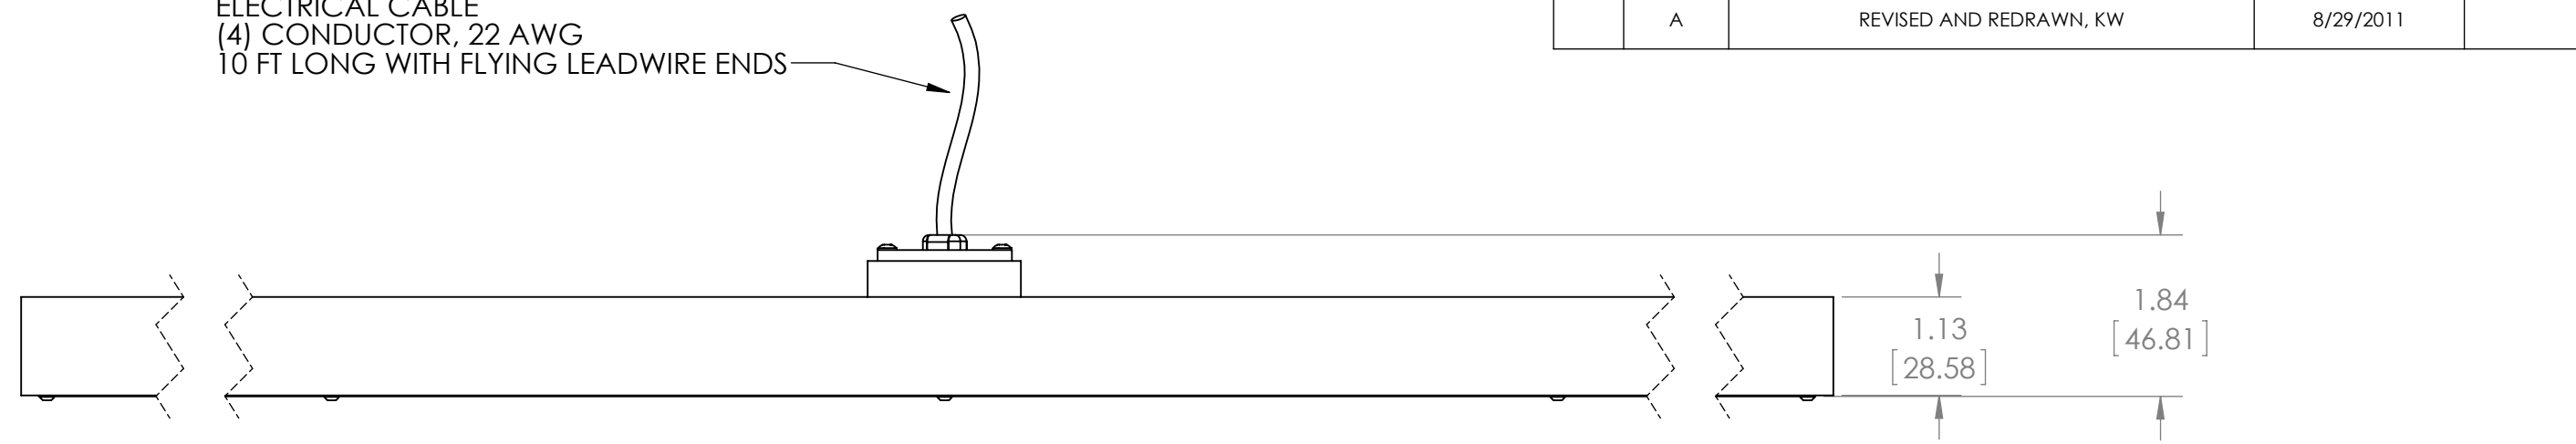 ELECTRICAL CABLE
(4) CONDUCTOR, 22 AWG
10 FT LONG WITH FLYING LEADWIRE ENDS
A REVISED AND REDRAWN, KW 8/29/2011
1.13
[28.58]
1.84
[46.81]